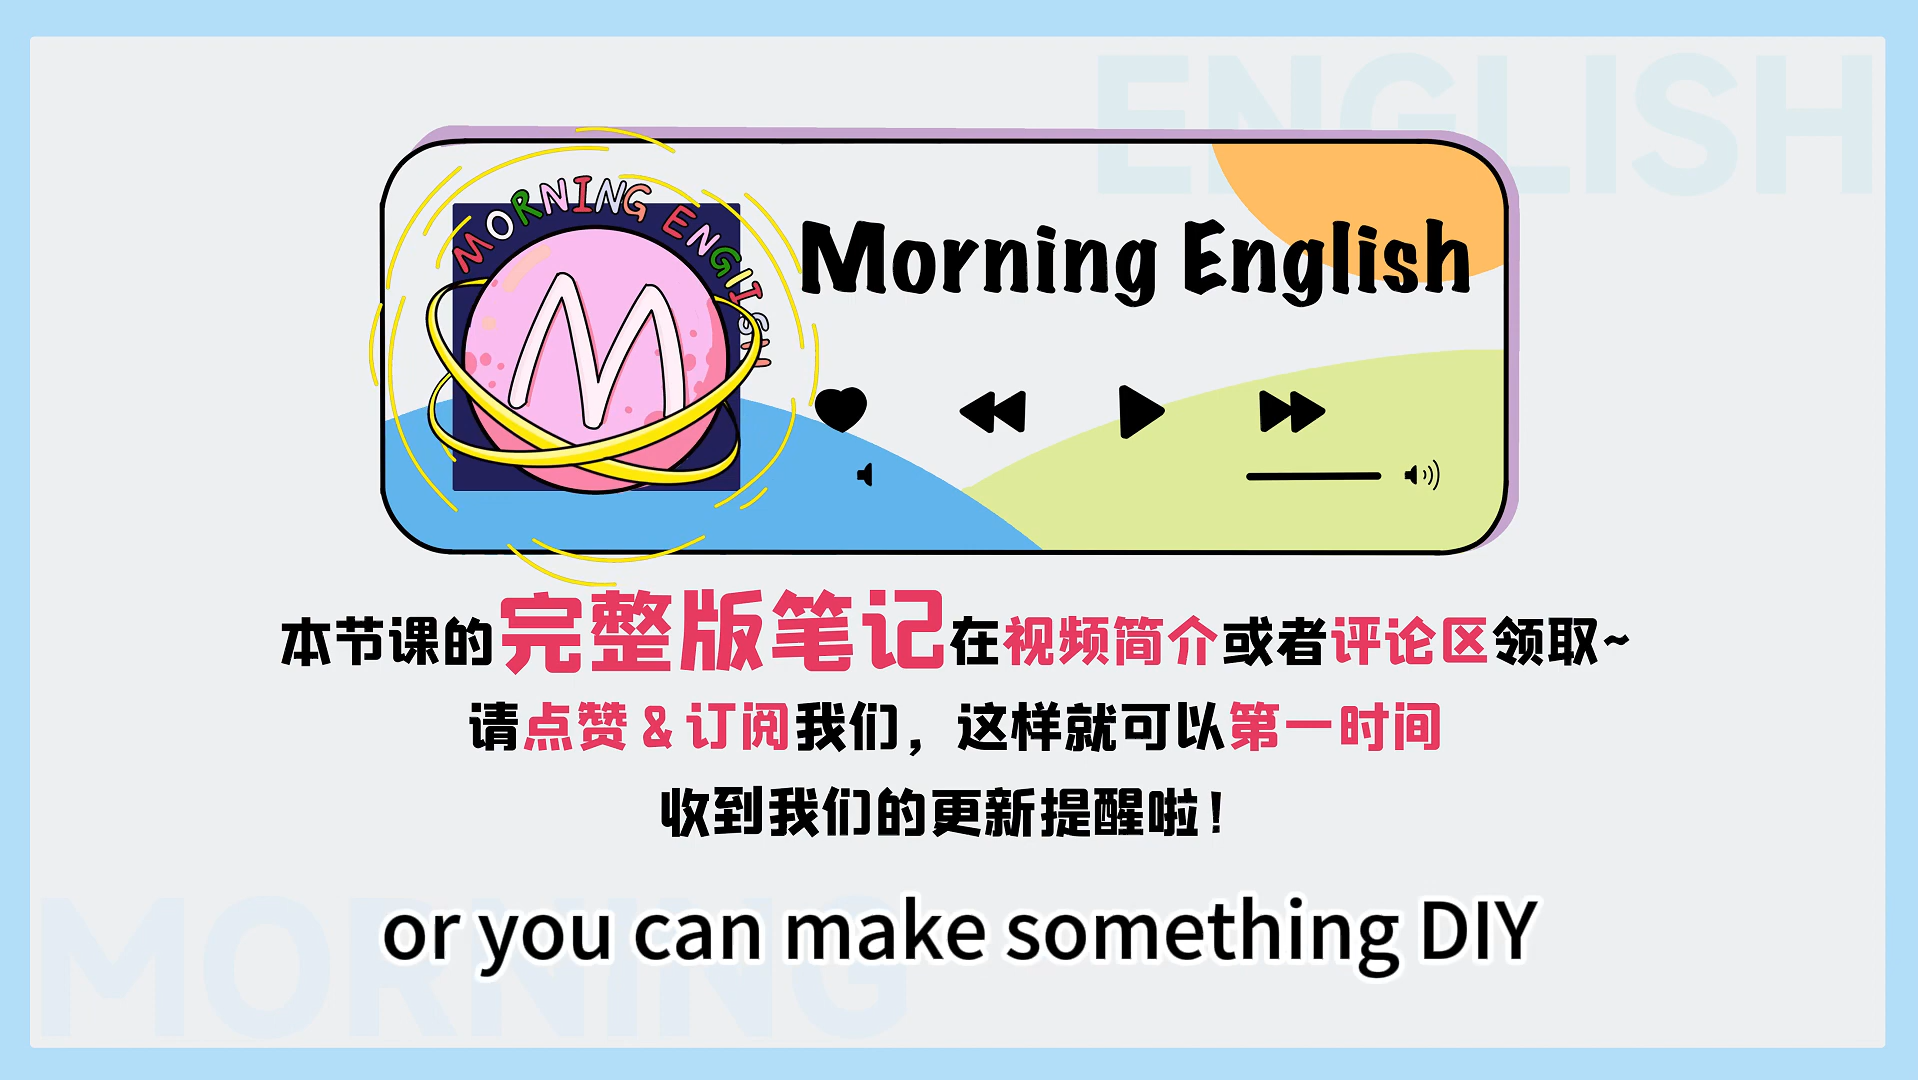 ENGLISH
MORNING ENGLISH
M
Morning English
本节课的完整版笔记在视频简介或者评论区领取~
请点赞&订阅我们，这样就可以第一时间
收到我们的更新提醒啦！
MORNING
or you can make something DIY